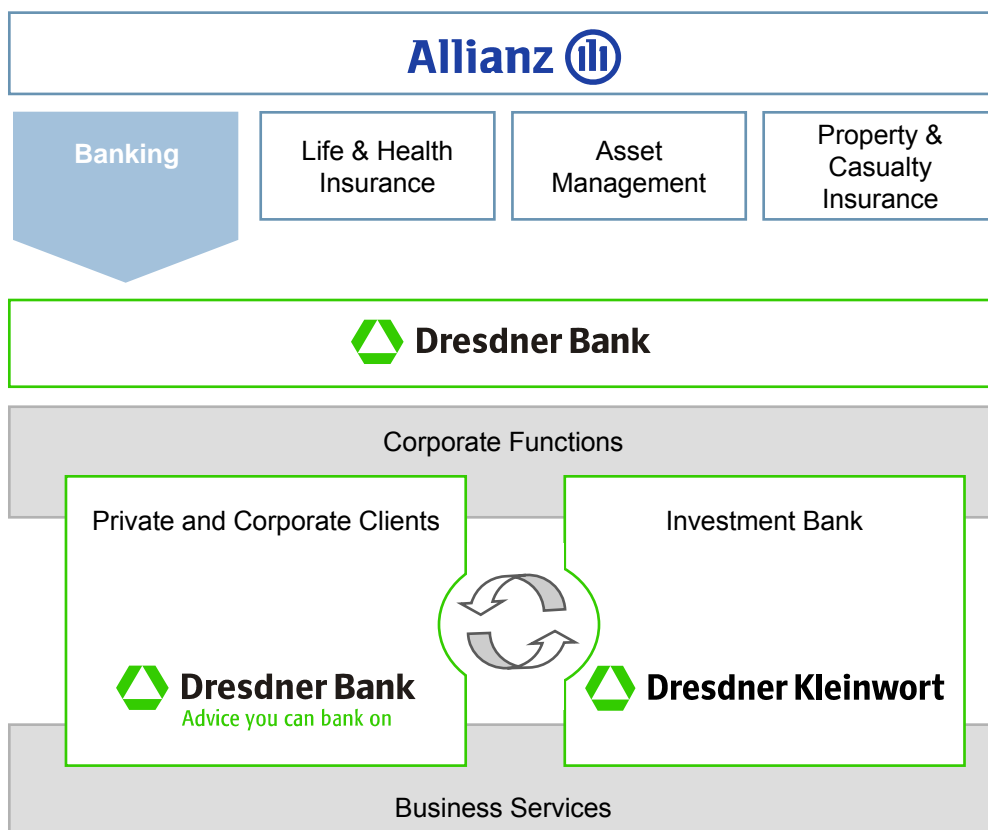 Allianz
Banking
Life & Health
Insurance
Asset
Management
Property &
Casualty
Insurance
Dresdner Bank
Corporate Functions
Private and Corporate Clients
Investment Bank
Dresdner Bank
Advice you can bank on
Dresdner Kleinwort
Business Services